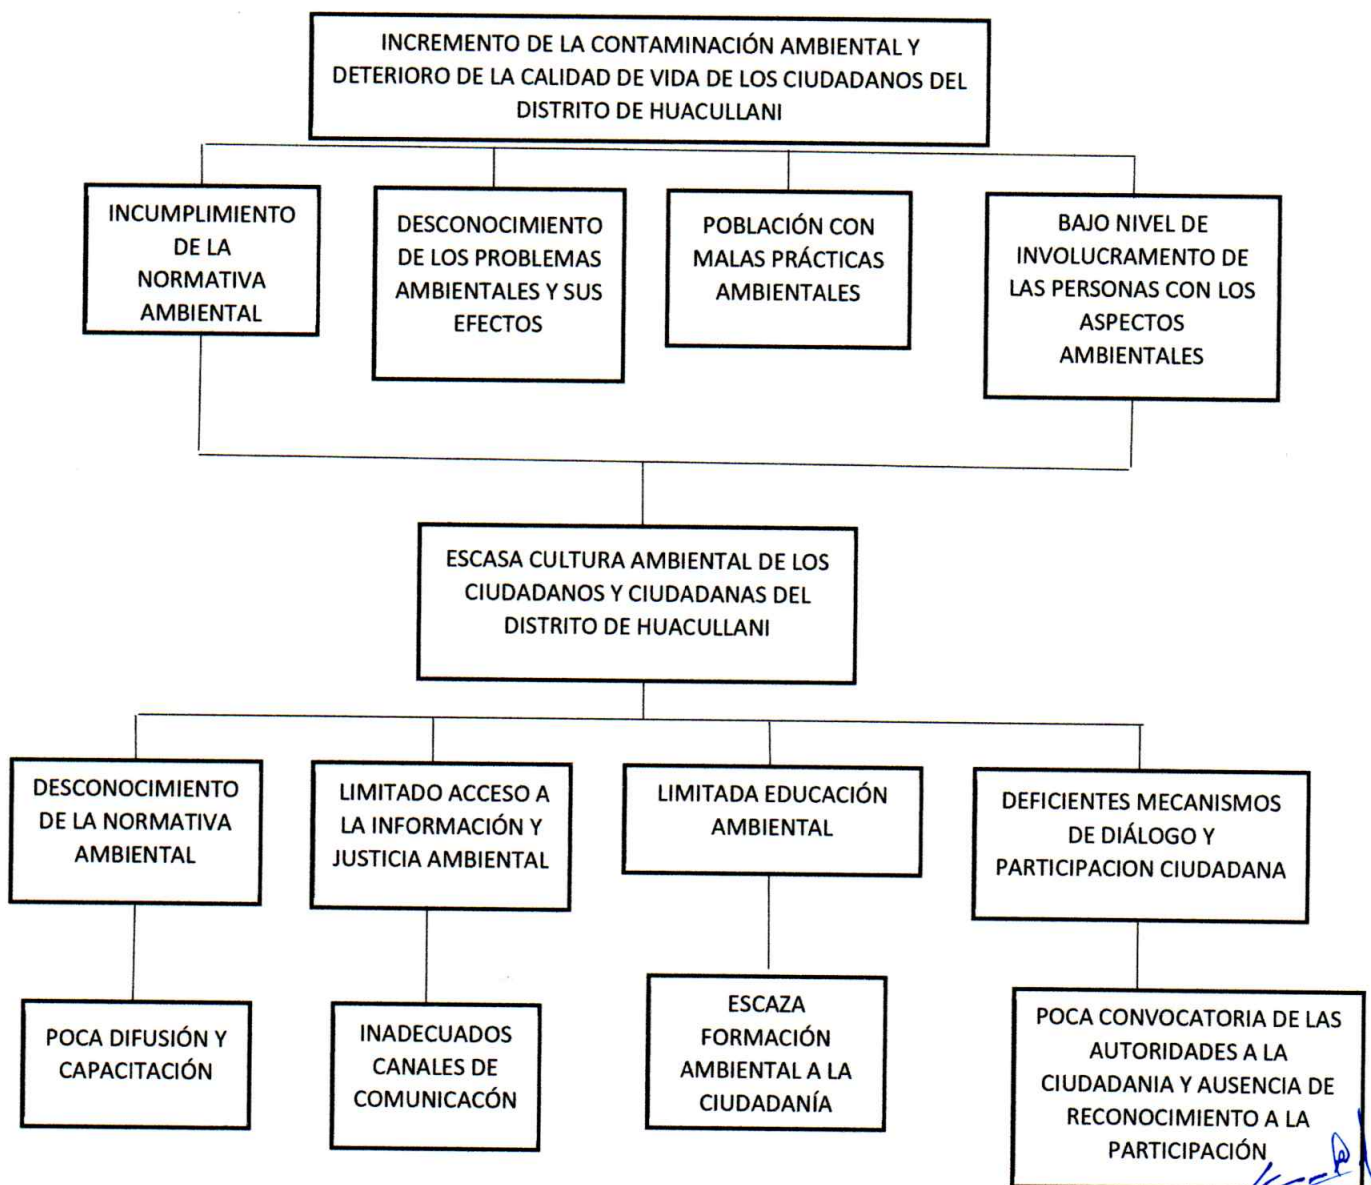 INCREMENTO DE LA CONTAMINACIÓN AMBIENTAL Y
DETERIORO DE LA CALIDAD DE VIDA DE LOS CIUDADANOS DEL
DISTRITO DE HUACULLANI
INCUMPLIMIENTO
DE LA
NORMATIVA
AMBIENTAL
DESCONOCIMIENTO
DE LOS PROBLEMAS
AMBIENTALES Y SUS
EFECTOS
POBLACIÓN CON
MALAS PRÁCTICAS
AMBIENTALES
BAJO NIVEL DE
INVOLUCRAMENTO DE
LAS PERSONAS CON LOS
ASPECTOS
AMBIENTALES
ESCASA CULTURA AMBIENTAL DE LOS
CIUDADANOS Y CIUDADANAS DEL
DISTRITO DE HUACULLANI
DESCONOCIMIENTO
DE LA NORMATIVA
AMBIENTAL
LIMITADO ACCESO A
LA INFORMACIÓN Y
JUSTICIA AMBIENTAL
LIMITADA EDUCACIÓN
AMBIENTAL
DEFICIENTES MECANISMOS
DE DIÁLOGO Y
PARTICIPACION CIUDADANA
POCA DIFUSIÓN Y
CAPACITACIÓN
INADECUADOS
CANALES DE
COMUNICACÓN
ESCAZA
FORMACIÓN
AMBIENTAL A LA
CIUDADANÍA
POCA CONVOCATORIA DE LAS
AUTORIDADES A LA
CIUDADANIA Y AUSENCIA DE
RECONOCIMIENTO A LA
PARTICIPACIÓN